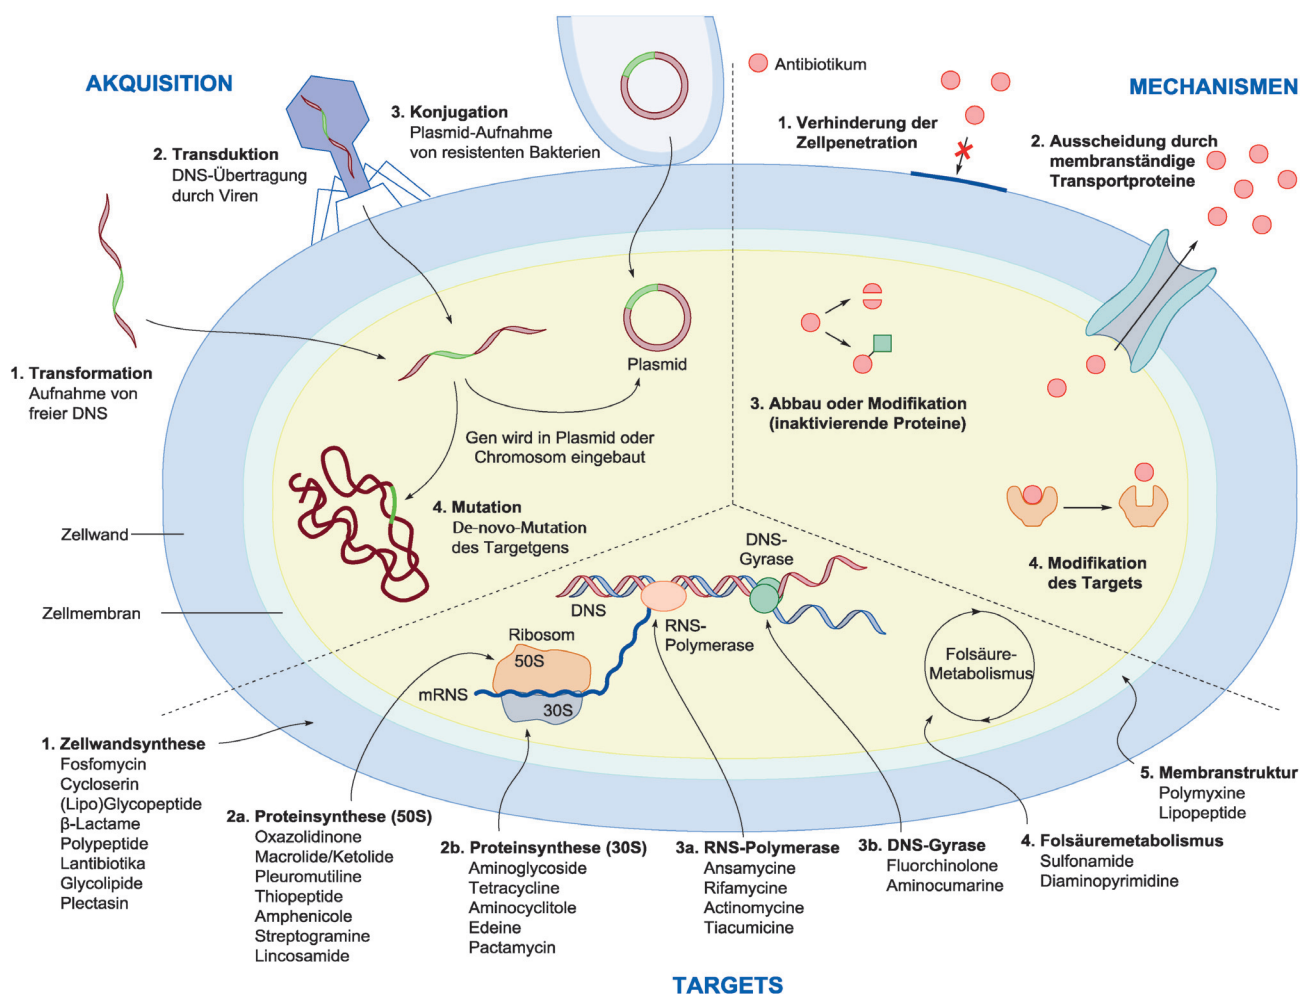 AKQUISITION
3. Konjugation
Plasmid-Aufnahme
von resistenten Bakterien
2. Transduktion
DNS-Übertragung
durch Viren
1. Transformation
Aufnahme von
freier DNS
Plasmid
Gen wird in Plasmid oder
Chromosom eingebaut
4. Mutation
De-novo-Mutation
des Targetgens
Zellwand
Zellmembran
Antibiotikum
MECHANISMEN
1. Verhinderung der
Zellpenetration
2. Ausscheidung durch
membranständige
Transportproteine
3. Abbau oder Modifikation
(inaktivierende Proteine)
4. Modifikation
des Targets
DNS-
Gyrase
DNS
RNS-
Polymerase
Ribosom
50S
mRNS
30S
Folsäure-
Metabolismus
1. Zellwandsynthese
Fosfomycin
Cycloserin
(Lipo)Glycopeptide
β-Lactame
Polypeptide
Lantibiotika
Glycolipide
Plectasin
2a. Proteinsynthese (50S)
Oxazolidinone
Macrolide/Ketolide
Pleuromutiline
Thiopeptide
Amphenicole
Streptogramine
Lincosamide
2b. Proteinsynthese (30S)
Aminoglycoside
Tetracycline
Aminocyclitole
Edeine
Pactamycin
3a. RNS-Polymerase
Ansamycine
Rifamycine
Actinomycine
Tiacumicine
3b. DNS-Gyrase
Fluorchinolone
Aminocumarine
4. Folsäuremetabolismus
Sulfonamide
Diaminopyrimidine
5. Membranstruktur
Polymyxine
Lipopeptide
TARGETS